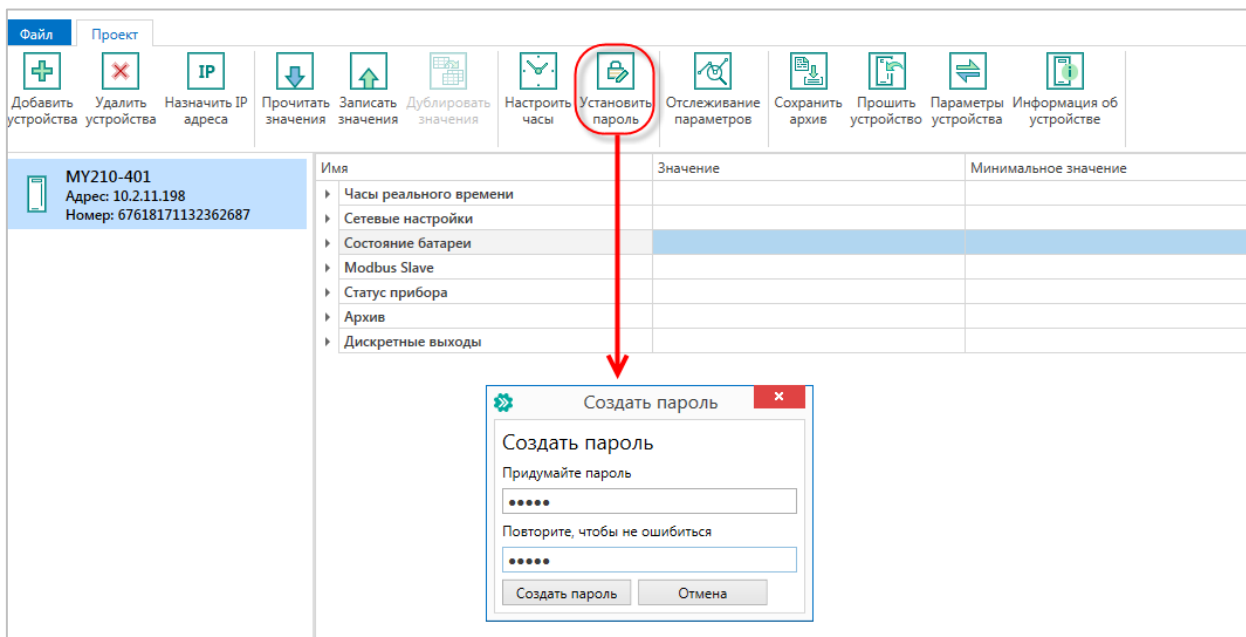 Файл Проект
IP
Добавить устройства
Удалить устройства
Назначить IP адреса
Прочитать значения
Записать значения
Дублировать значения
Настроить часы
Установить пароль
Отслеживание параметров
Сохранить архив
Прошить устройство
Параметры устройства
Информация об устройстве
МУ210-401
Адрес: 10.2.11.198
Номер: 67618171132362687
Имя Значение Минимальное значение
Часы реального времени
Сетевые настройки
Состояние батареи
Modbus Slave
Статус прибора
Архив
Дискретные выходы
Создать пароль
Создать пароль
Придумайте пароль
•••••
Повторите, чтобы не ошибиться
•••••
Создать пароль Отмена